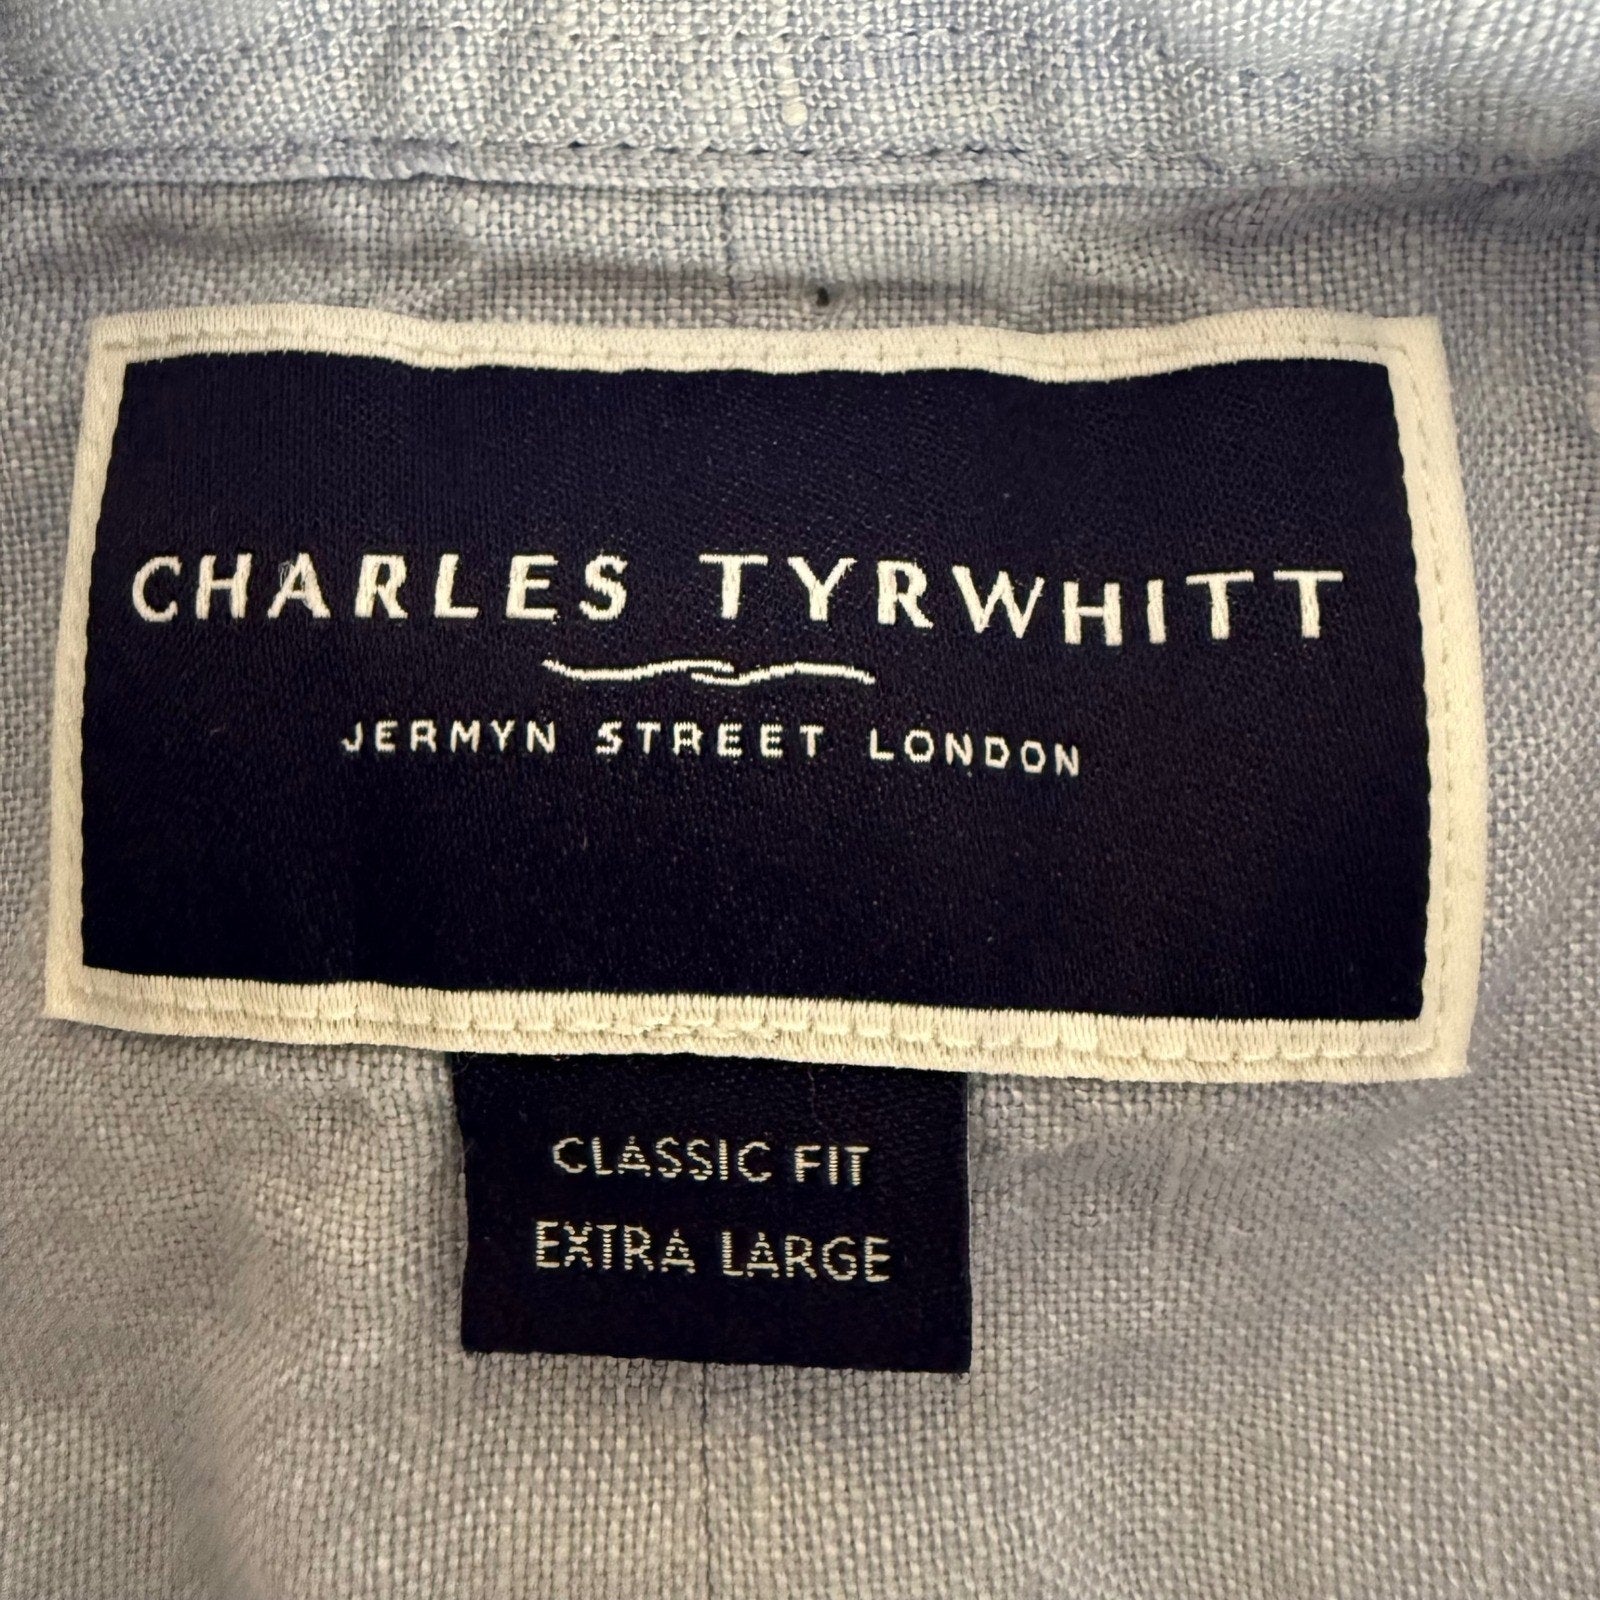 CHARLES TYRWHITT
JERMYN STREET LONDON
CLASSIC FIT
EXTRA LARGE